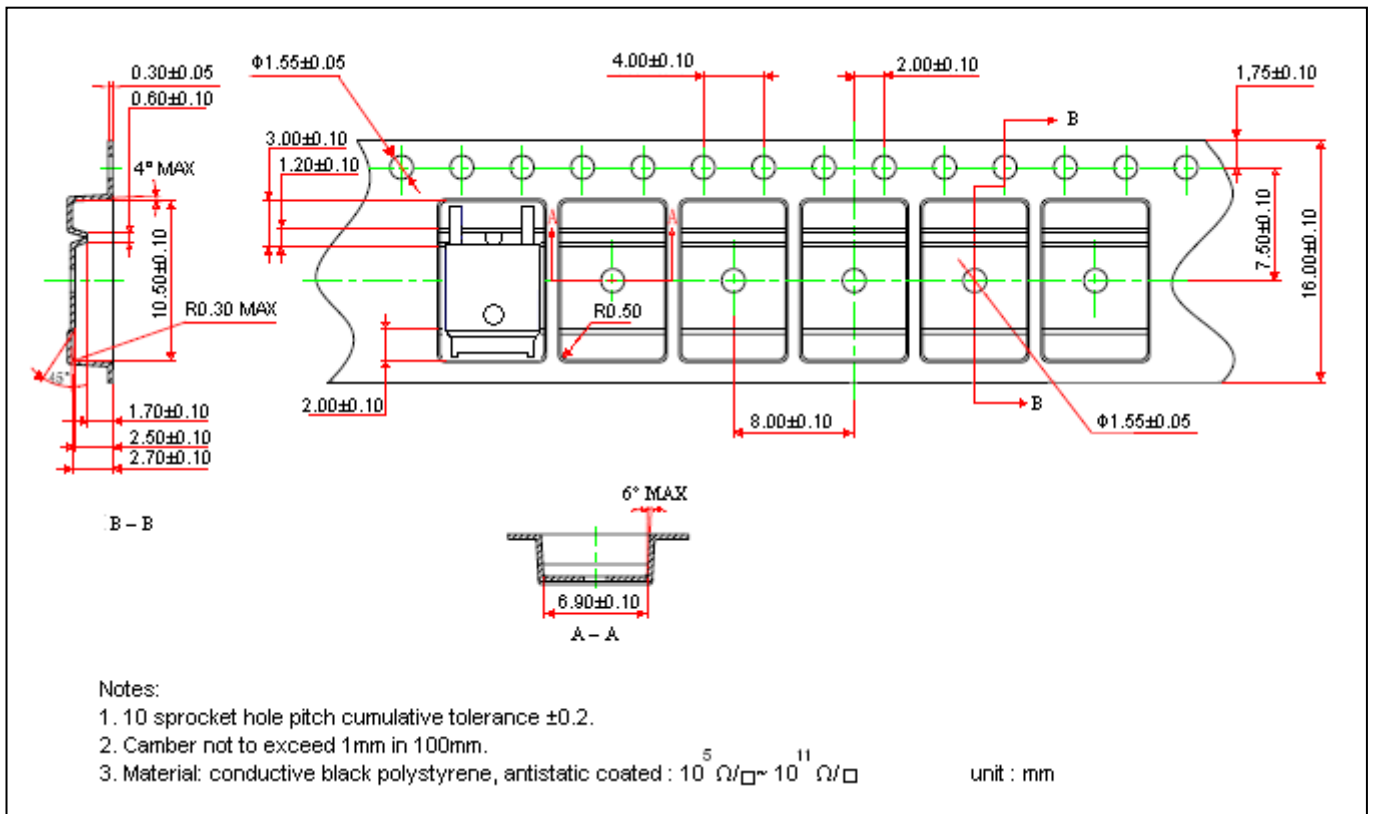 0.30±0.05
0.60±0.10
Φ1.55±0.05
4.00±0.10
2.00±0.10
1,75±0.10
3.00±0.10
1.20±0.10
B
4° MAX
A
A
10.50±0.10
7.50±0.10
16.00±0.10
R0.30 MAX
R0.50
45°
2.00±0.10
B
1.70±0.10
8.00±0.10
Φ1.55±0.05
2.50±0.10
2.70±0.10
6° MAX
B – B
6.90±0.10
A – A
Notes:
1. 10 sprocket hole pitch cumulative tolerance ±0.2.
2. Camber not to exceed 1mm in 100mm.
3. Material: conductive black polystyrene, antistatic coated : 10⁵ Ω/□~ 10¹¹ Ω/□ unit : mm